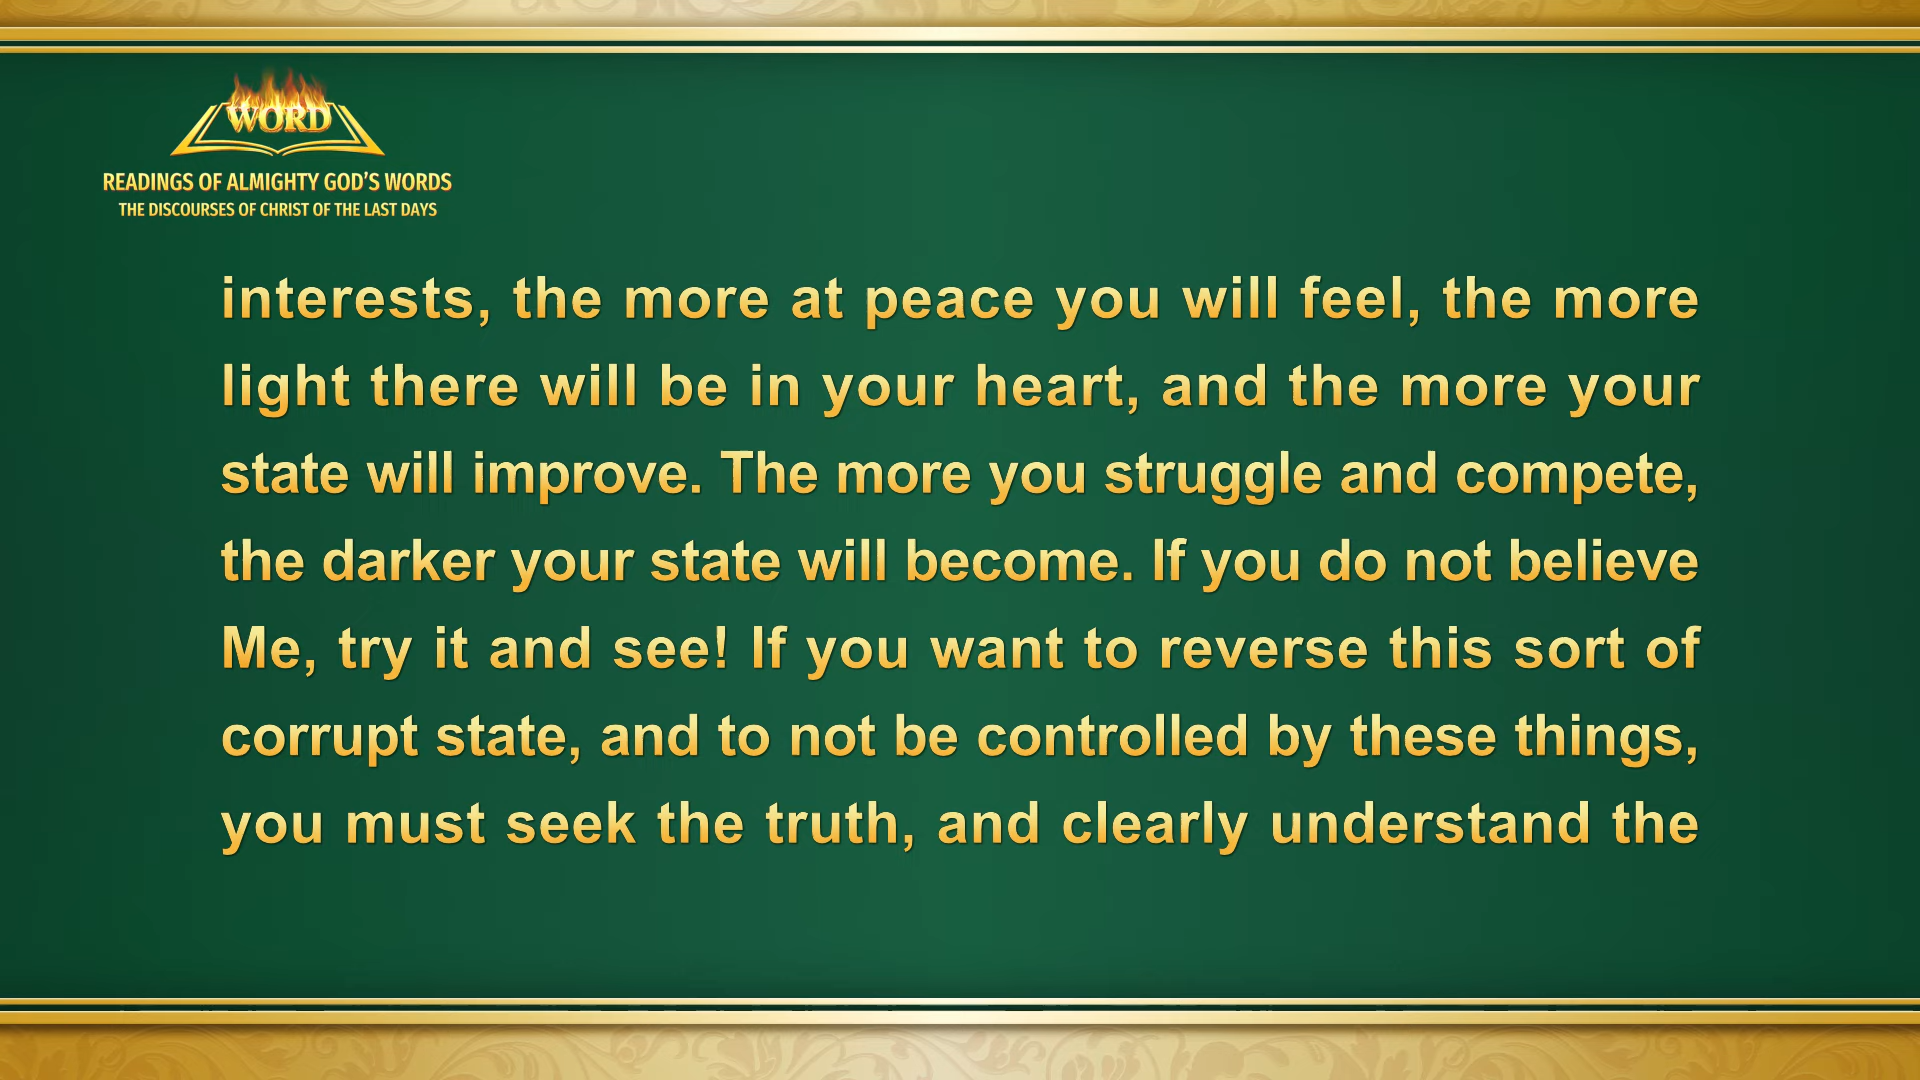 WORD
READINGS OF ALMIGHTY GOD'S WORDS
THE DISCOURSES OF CHRIST OF THE LAST DAYS
interests, the more at peace you will feel, the more
light there will be in your heart, and the more your
state will improve. The more you struggle and compete,
the darker your state will become. If you do not believe
Me, try it and see! If you want to reverse this sort of
corrupt state, and to not be controlled by these things,
you must seek the truth, and clearly understand the